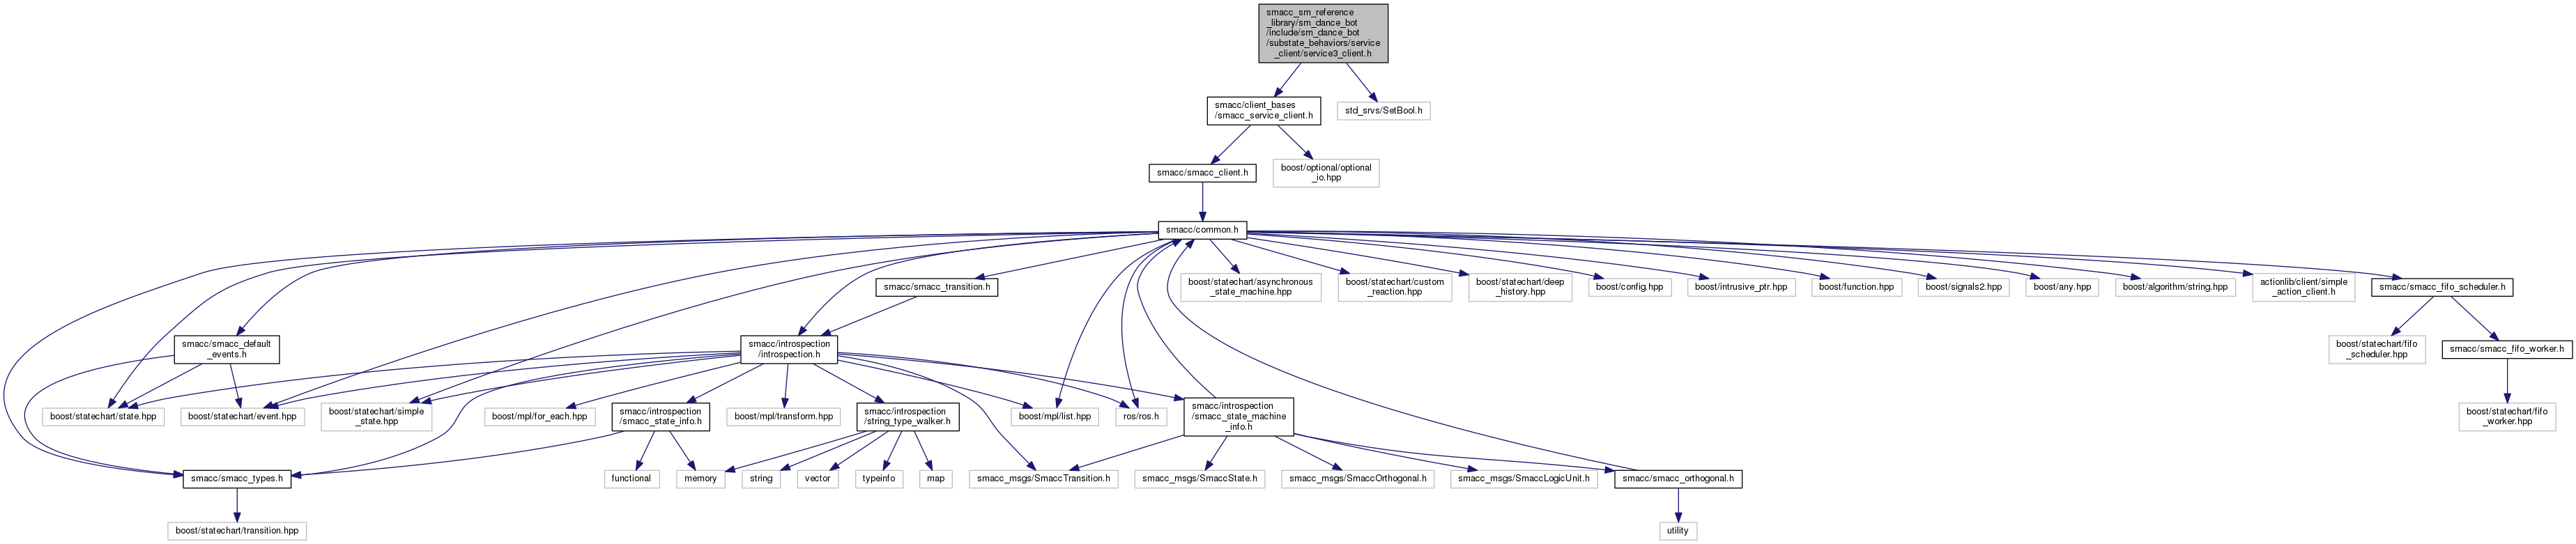 smacc_sm_reference
_library/sm_dance_bot
/include/sm_dance_bot
/substate_behaviors/service
_client/service3_client.h
smacc/client_bases
/smacc_service_client.h
std_srvs/SetBool.h
smacc/smacc_client.h
boost/optional/optional
_io.hpp
smacc/common.h
smacc/smacc_transition.h
boost/statechart/asynchronous
_state_machine.hpp
boost/statechart/custom
_reaction.hpp
boost/statechart/deep
_history.hpp
boost/config.hpp
boost/intrusive_ptr.hpp
boost/function.hpp
boost/signals2.hpp
boost/any.hpp
boost/algorithm/string.hpp
actionlib/client/simple
_action_client.h
smacc/smacc_fifo_scheduler.h
smacc/smacc_default
_events.h
smacc/introspection
/introspection.h
boost/statechart/fifo
_scheduler.hpp
smacc/smacc_fifo_worker.h
boost/statechart/state.hpp
boost/statechart/event.hpp
boost/statechart/simple
_state.hpp
boost/mpl/for_each.hpp
smacc/introspection
/smacc_state_info.h
boost/mpl/transform.hpp
smacc/introspection
/string_type_walker.h
boost/mpl/list.hpp
ros/ros.h
smacc/introspection
/smacc_state_machine
_info.h
boost/statechart/fifo
_worker.hpp
smacc/smacc_types.h
functional
memory
string
vector
typeinfo
map
smacc_msgs/SmaccTransition.h
smacc_msgs/SmaccState.h
smacc_msgs/SmaccOrthogonal.h
smacc_msgs/SmaccLogicUnit.h
smacc/smacc_orthogonal.h
boost/statechart/transition.hpp
utility